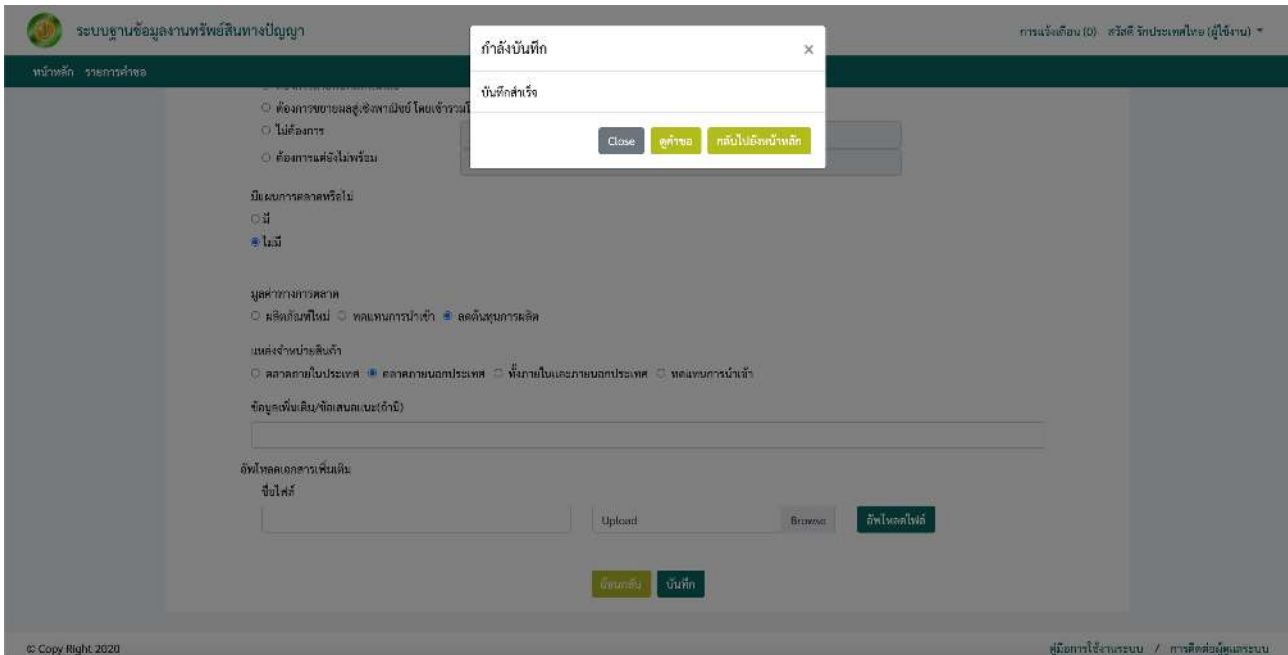 ระบบฐานข้อมูลงานทรัพย์สินทางปัญญา
การแจ้งเตือน (0) สวัสดี รักประเทศไทย (ผู้ใช้งาน)
หน้าหลัก รายการคำขอ
กำลังบันทึก ×
บันทึกสำเร็จ
Close ดูคำขอ กลับไปยังหน้าหลัก
ต้องการขยายผลสู่เชิงพาณิชย์ โดยเข้าร่วม
ไม่ต้องการ
ต้องการแต่ยังไม่พร้อม
มีแผนการตลาดหรือไม่
มี
ไม่มี
มูลค่าทางการตลาด
ผลิตภัณฑ์ใหม่ ทดแทนการนำเข้า ลดต้นทุนการผลิต
แหล่งจำหน่ายสินค้า
ตลาดภายในประเทศ ตลาดภายนอกประเทศ ทั้งภายในและภายนอกประเทศ ทดแทนการนำเข้า
ข้อมูลเพิ่มเติม/ข้อเสนอแนะ(ถ้ามี)
อัพโหลดเอกสารเพิ่มเติม
ชื่อไฟล์
Upload Browse อัพโหลดไฟล์
ย้อนกลับ บันทึก
© Copy Right 2020
คู่มือการใช้งานระบบ / การติดต่อผู้ดูแลระบบ